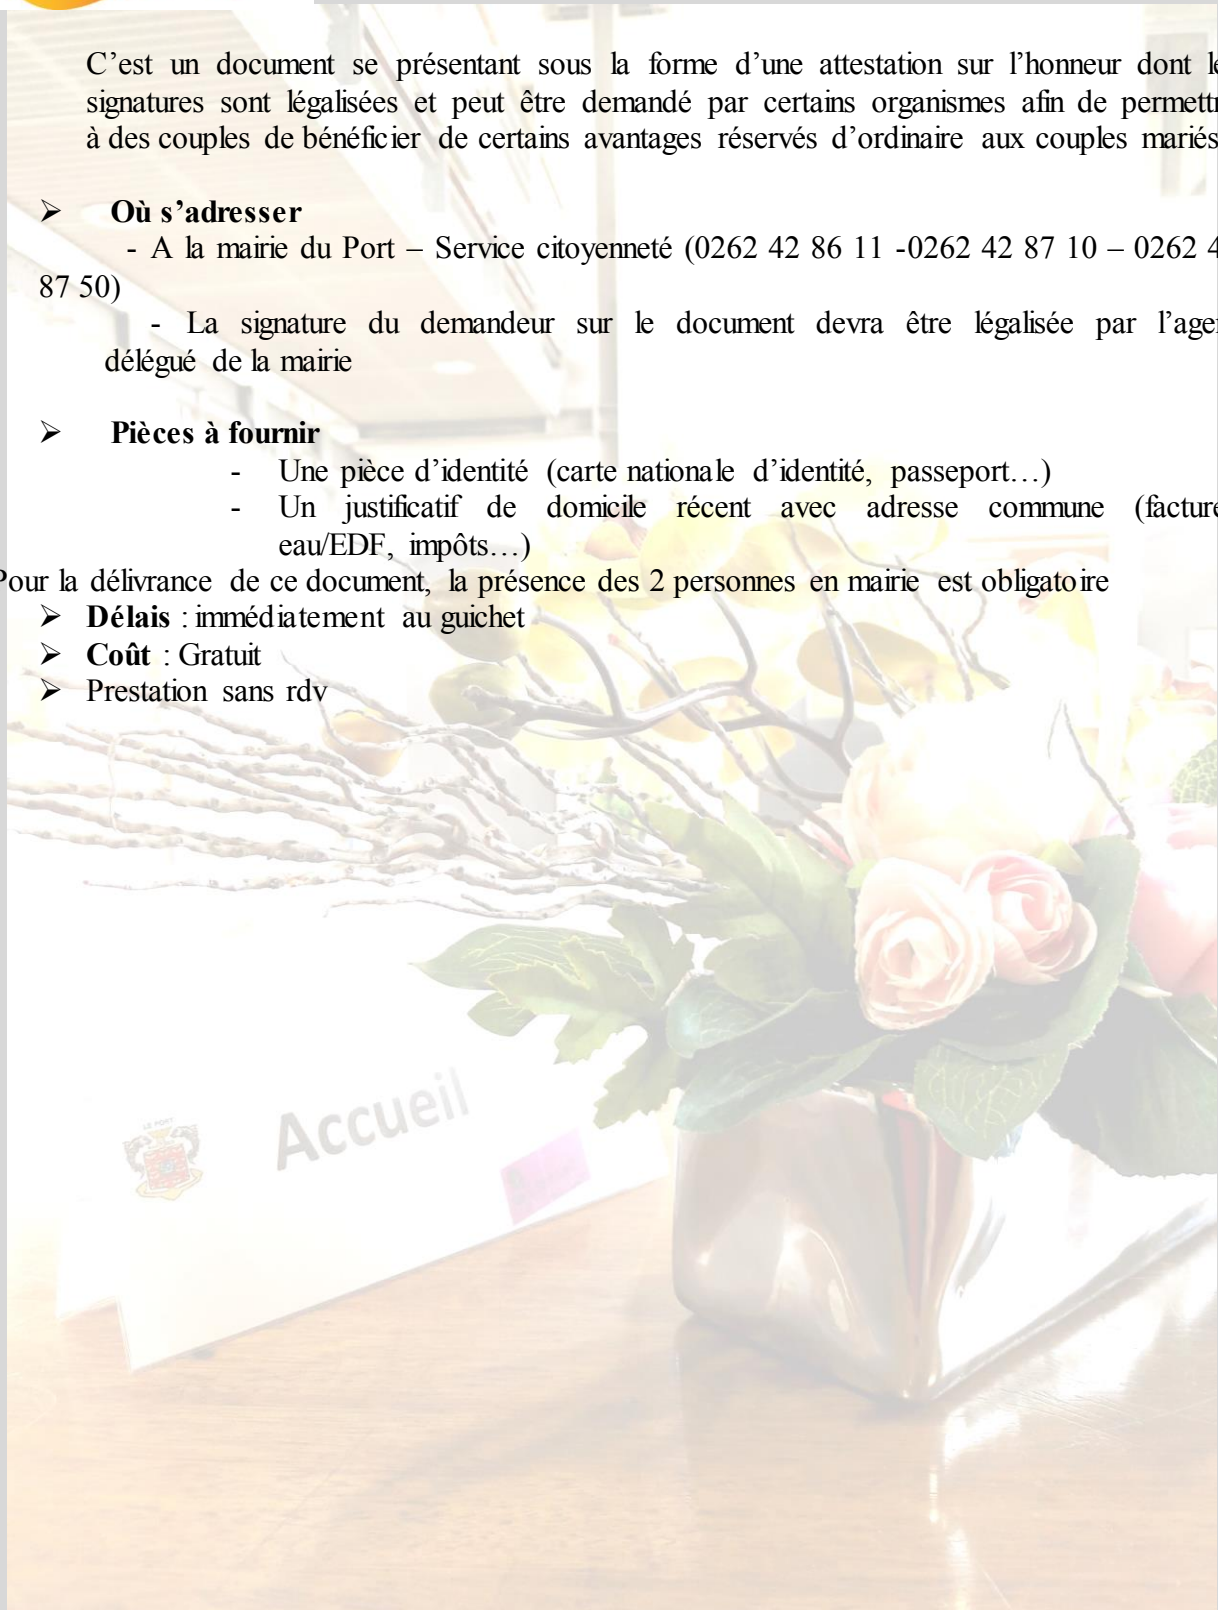 C’est un document se présentant sous la forme d’une attestation sur l’honneur dont
signatures sont légalisées et peut être demandé par certains organismes afin de
à des couples de bénéficier de certains avantages réservés d’ordinaire aux couples mariés
➢ Où s’adresser
- A la mairie du Port – Service citoyenneté (0262 42 86 11 -0262 42 87 10 – 0262
87 50)
- La signature du demandeur sur le document devra être légalisée par
délégué de la mairie
➢ Pièces à fournir
- Une pièce d’identité (carte nationale d’identité, passeport…)
- Un justificatif de domicile récent avec adresse commune (facture
eau/EDF, impôts…)
Pour la délivrance de ce document, la présence des 2 personnes en mairie est obligatoire
➢ Délais : immédiatement au guichet
➢ Coût : Gratuit
➢ Prestation sans rdv
LE PORT
Accueil